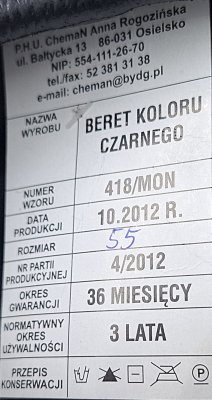 P.H.U. CHemaN Anna Rogozińska
ul. Bałtycka 13 86-031 Osielsko
NIP: 554-111-26-70
tel./fax: 52 381 31 38
e-mail: cheman@bydg.pl
NAZWA WYROBU
BERET KOLORU CZARNEGO
NUMER WZORU
418/MON
DATA PRODUKCJI
10.2012 R.
ROZMIAR
55
NR PARTII PRODUKCYJNEJ
4/2012
OKRES GWARANCJI
36 MIESIĘCY
NORMATYWNY OKRES UŻYWALNOŚCI
3 LATA
PRZEPIS KONSERWACJI